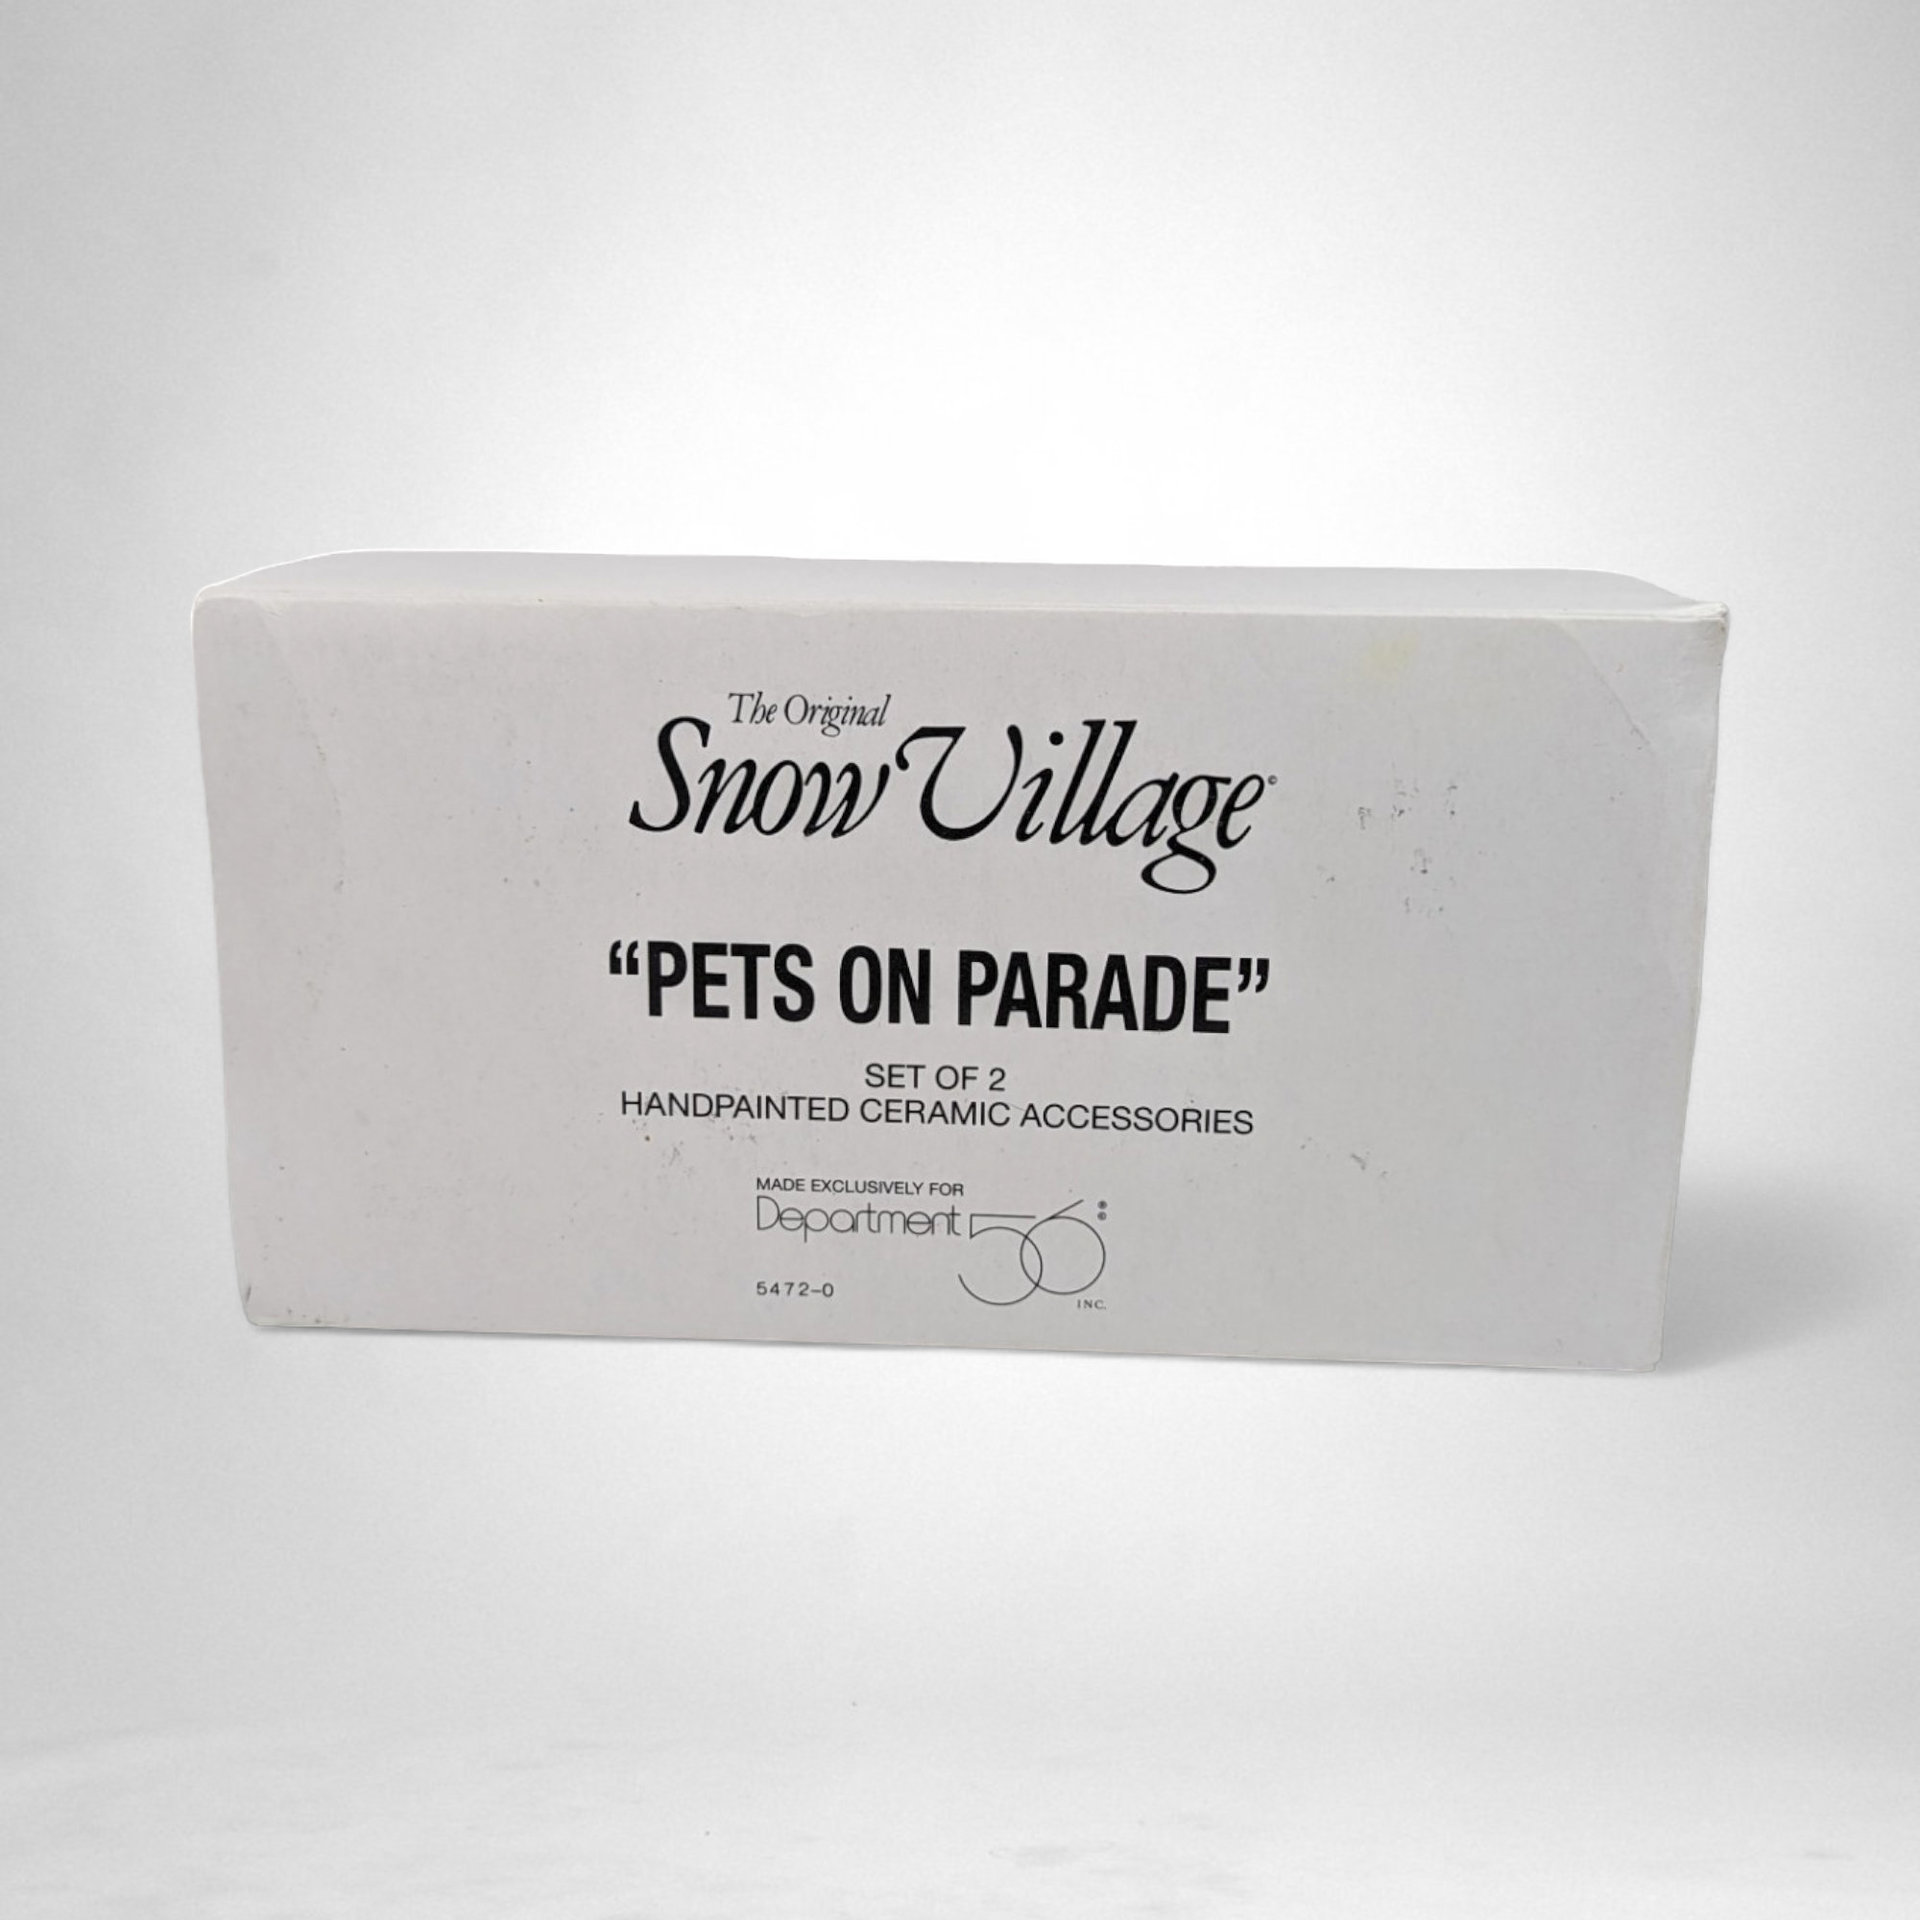 The Original
Snow Village©
“PETS ON PARADE”
SET OF 2
HANDPAINTED CERAMIC ACCESSORIES
MADE EXCLUSIVELY FOR
Department 56®©
5472-0
INC.